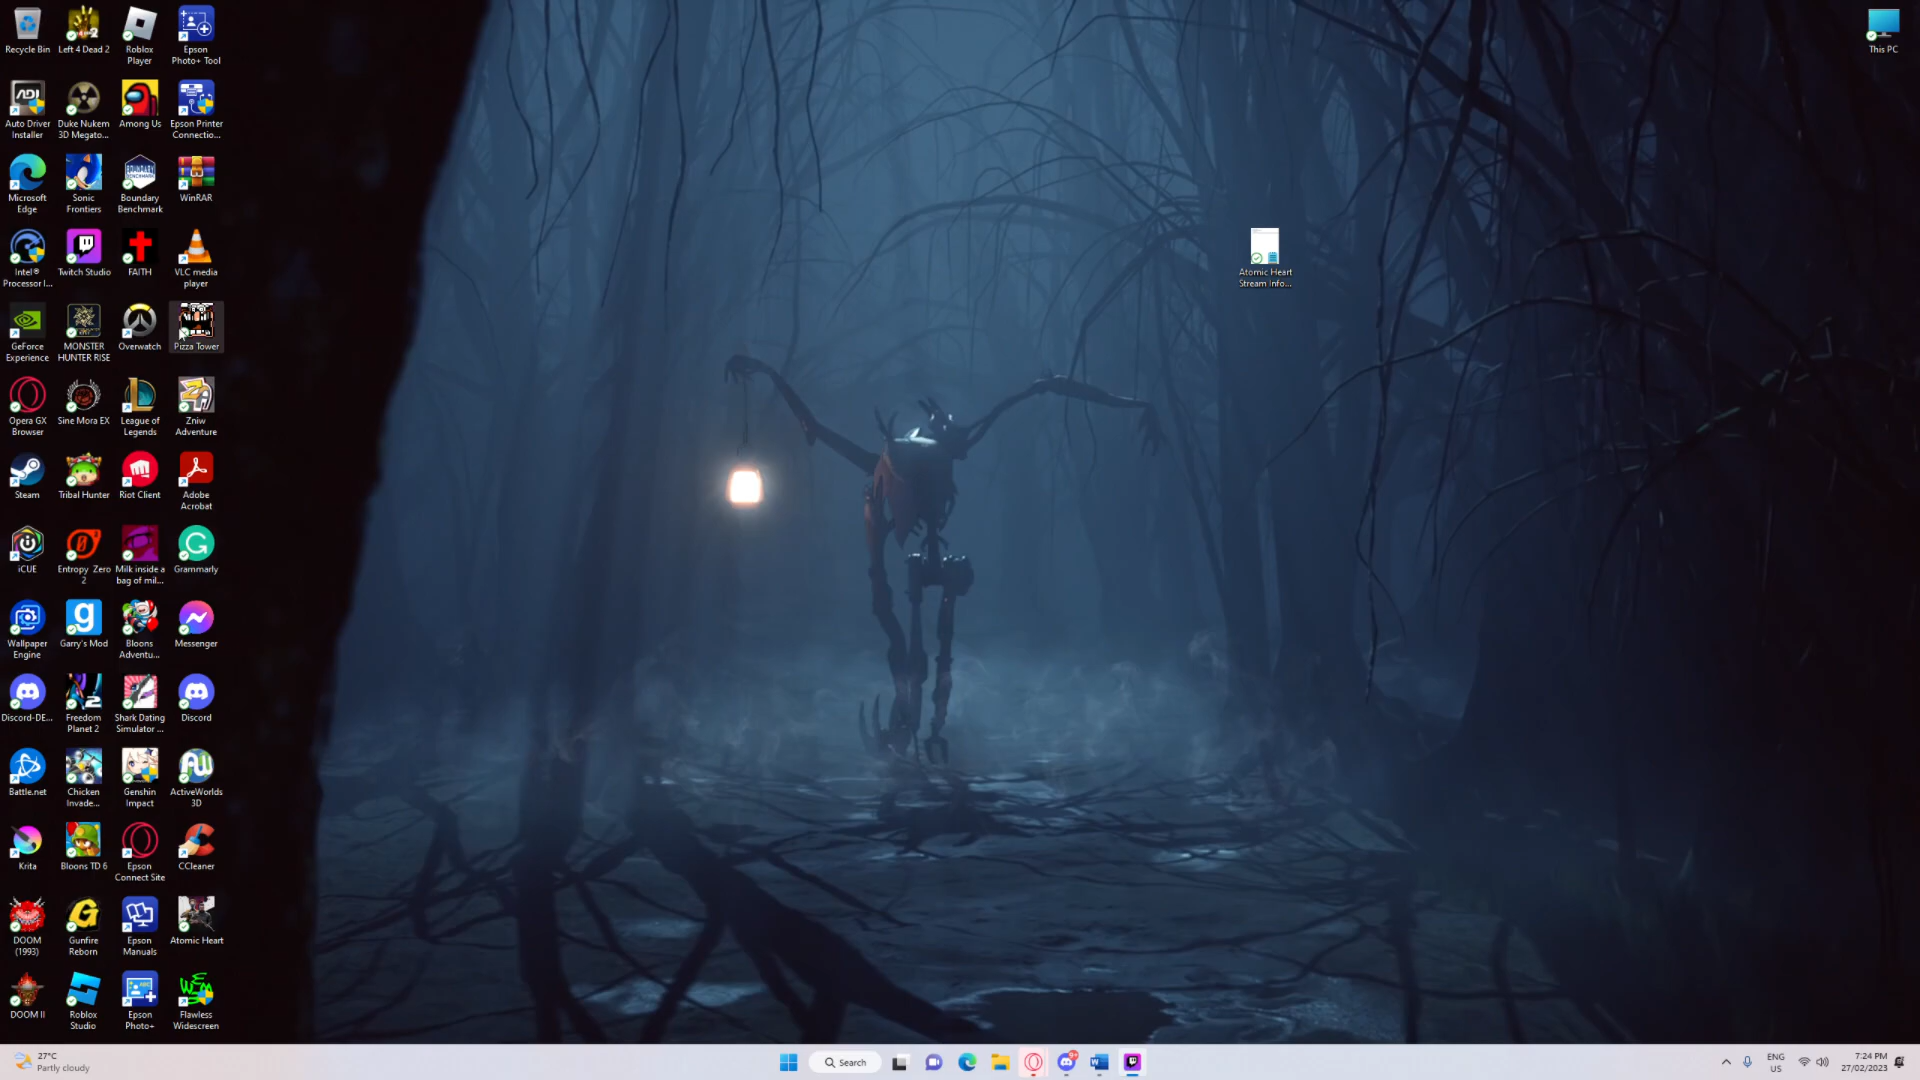 Recycle Bin
Left 4 Dead 2
Roblox
Player
Epson
Photo+ Tool
This PC
ADI
Auto Driver
Installer
Duke Nukem
3D Megato...
Among Us
Epson Printer
Connectio...
Microsoft
Edge
Sonic
Frontiers
Boundary
Benchmark
WinRAR
Intel®
Processor I...
Twitch Studio
FAITH
VLC media
player
Atomic Heart
Stream Info...
GeForce
Experience
MONSTER
HUNTER RISE
Overwatch
Pizza Tower
Opera GX
Browser
Sine Mora EX
League of
Legends
Zniw
Adventure
Steam
Tribal Hunter
Riot Client
Adobe
Acrobat
iCUE
Entropy Zero
2
Milk inside a
bag of mil...
Grammarly
Wallpaper
Engine
Garry's Mod
Bloons
Adventu...
Messenger
Discord-DE...
Freedom
Planet 2
Shark Dating
Simulator ...
Discord
Battle.net
Chicken
Invade...
Genshin
Impact
ActiveWorlds
3D
Krita
Bloons TD 6
Epson
Connect Site
CCleaner
DOOM
(1993)
Gunfire
Reborn
Epson
Manuals
Atomic Heart
DOOM II
Roblox
Studio
Epson
Photo+
Flawless
Widescreen
27°C
Partly cloudy
Search
ENG
US
7:24 PM
27/02/2023